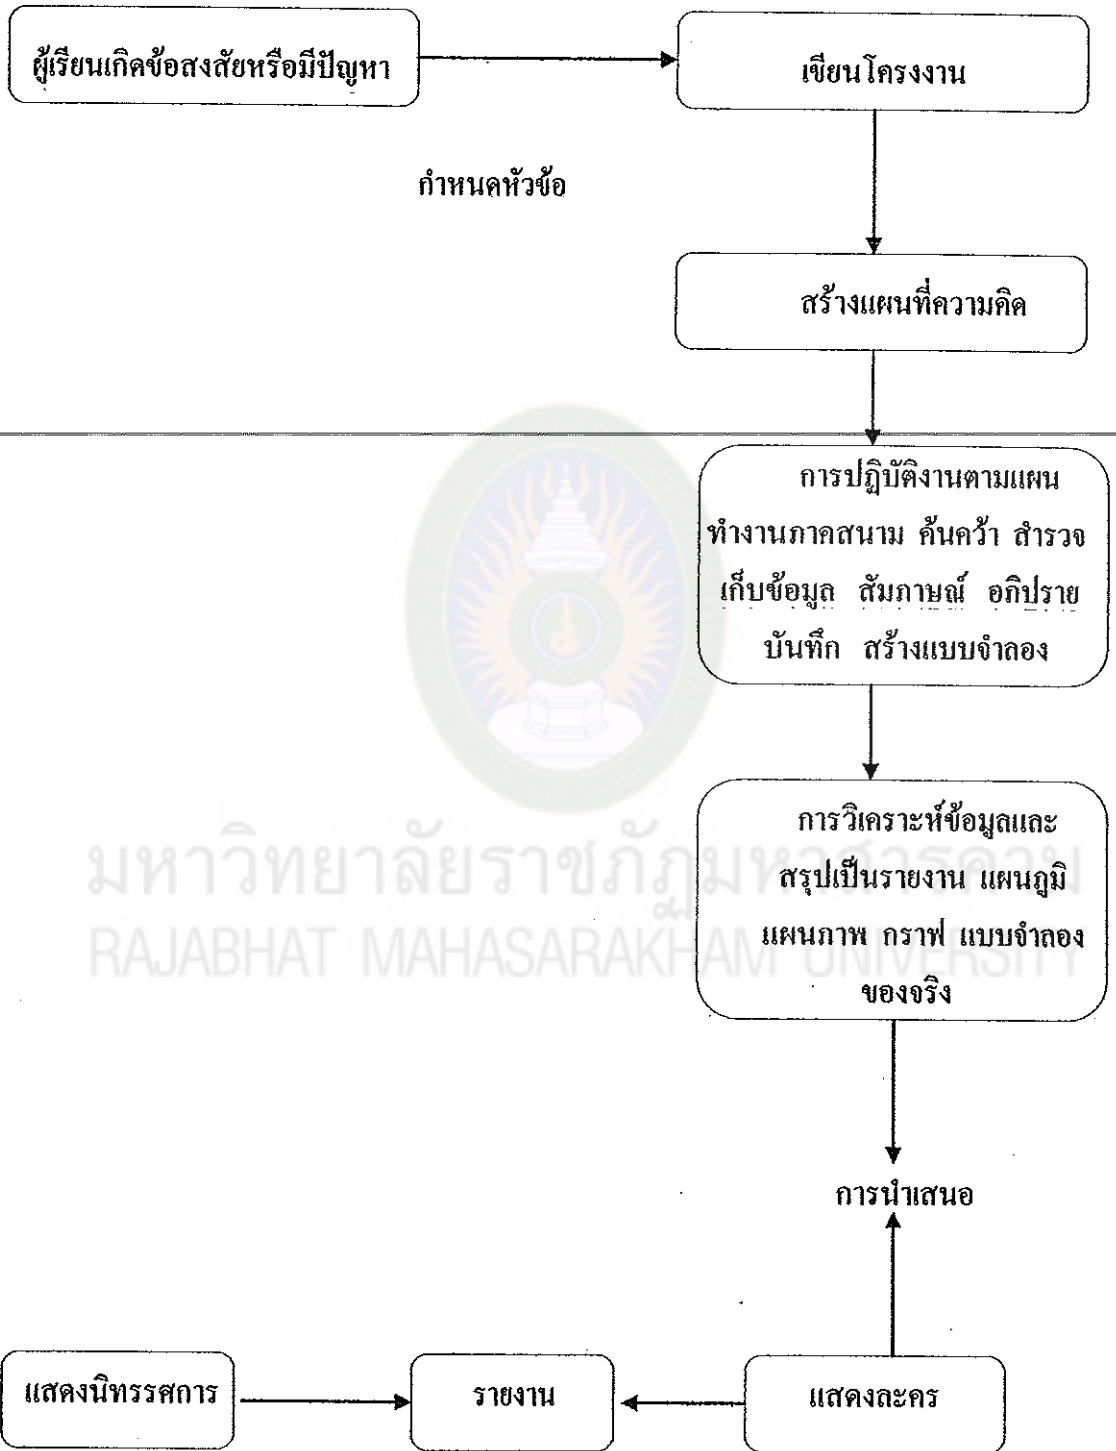 ผู้เรียนเกิดข้อสงสัยหรือมีปัญหา
เขียนโครงงาน
กำหนดหัวข้อ
สร้างแผนที่ความคิด
การปฏิบัติงานตามแผน
ทำงานภาคสนาม ค้นคว้า สำรวจ
เก็บข้อมูล สัมภาษณ์ อภิปราย
บันทึก สร้างแบบจำลอง
การวิเคราะห์ข้อมูลและ
สรุปเป็นรายงาน แผนภูมิ
แผนภาพ กราฟ แบบจำลอง
ของจริง
มหาวิทยาลัยราชภัฏมหาสารคาม
RAJABHAT MAHASARAKHAM UNIVERSITY
การนำเสนอ
แสดงนิทรรศการ
รายงาน
แสดงละคร